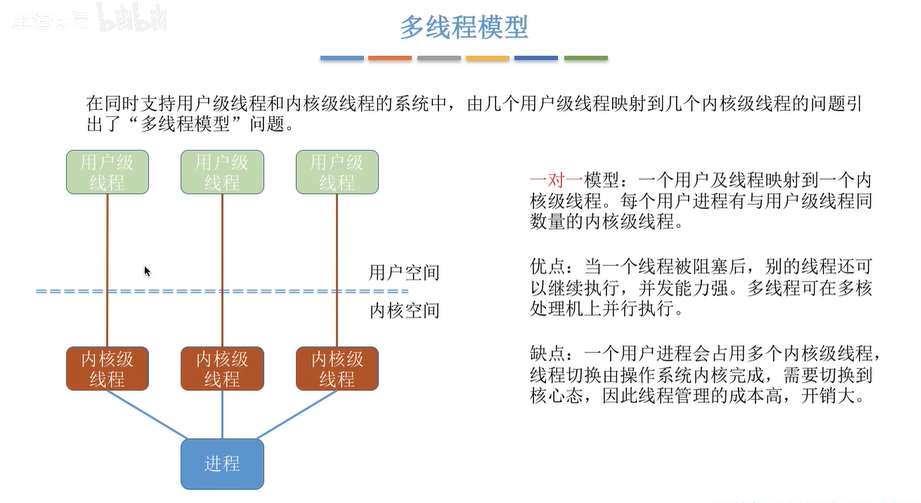 bilibili
多线程模型
在同时支持用户级线程和内核级线程的系统中，由几个用户级线程映射到几个内核级线程的问题引
出了“多线程模型”问题。
用户级
线程
用户级
线程
用户级
线程
用户空间
内核空间
内核级
线程
内核级
线程
内核级
线程
进程
一对一模型：一个用户及线程映射到一个内
核级线程。每个用户进程有与用户级线程同
数量的内核级线程。
优点：当一个线程被阻塞后，别的线程还可
以继续执行，并发能力强。多线程可在多核
处理机上并行执行。
缺点：一个用户进程会占用多个内核级线程，
线程切换由操作系统内核完成，需要切换到
核心态，因此线程管理的成本高，开销大。